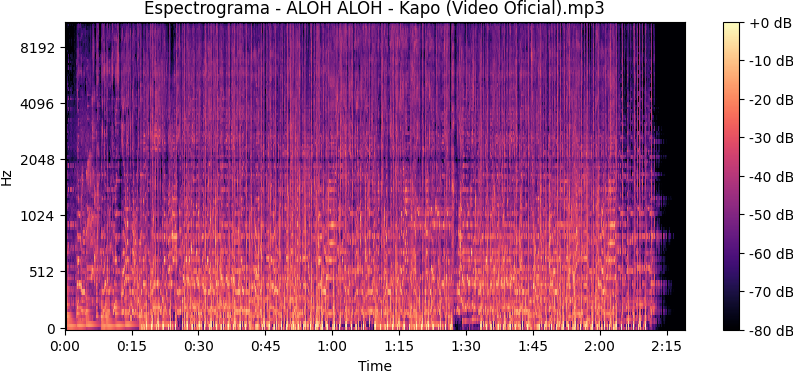 Espectrograma - ALOH ALOH - Kapo (Video Oficial).mp3
+0 dB
8192
-10 dB
4096
-20 dB
-30 dB
2048
-40 dB
Hz
1024
-50 dB
512
-60 dB
-70 dB
0
-80 dB
0:00 0:15 0:30 0:45 1:00 1:15 1:30 1:45 2:00 2:15
Time